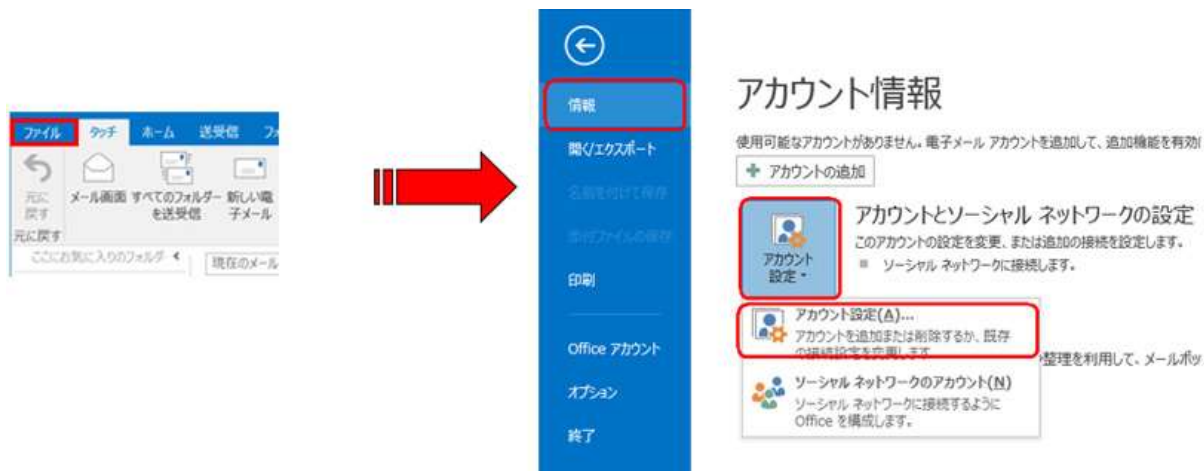 ファイル タッチ ホーム 送受信 フォ
元に
戻す
メール画面
すべてのフォルダー
を送受信
新しい電
子メール
元に戻す
ここにお気に入りのフォルダー
現在のメール
情報
開く/エクスポート
名前を付けて保存
添付ファイルの保存
印刷
Office アカウント
オプション
終了
アカウント情報
使用可能なアカウントがありません。電子メール アカウントを追加して、追加機能を有効に
アカウントの追加
アカウント
設定
アカウントとソーシャル ネットワークの設定
このアカウントの設定を変更、または追加の接続を設定します。
ソーシャル ネットワークに接続します。
アカウント設定(A)...
アカウントを追加または削除するか、既存
の接続設定を変更します
整理を利用して、メールボッ
ソーシャル ネットワークのアカウント(N)
ソーシャル ネットワークに接続するように
Office を構成します。